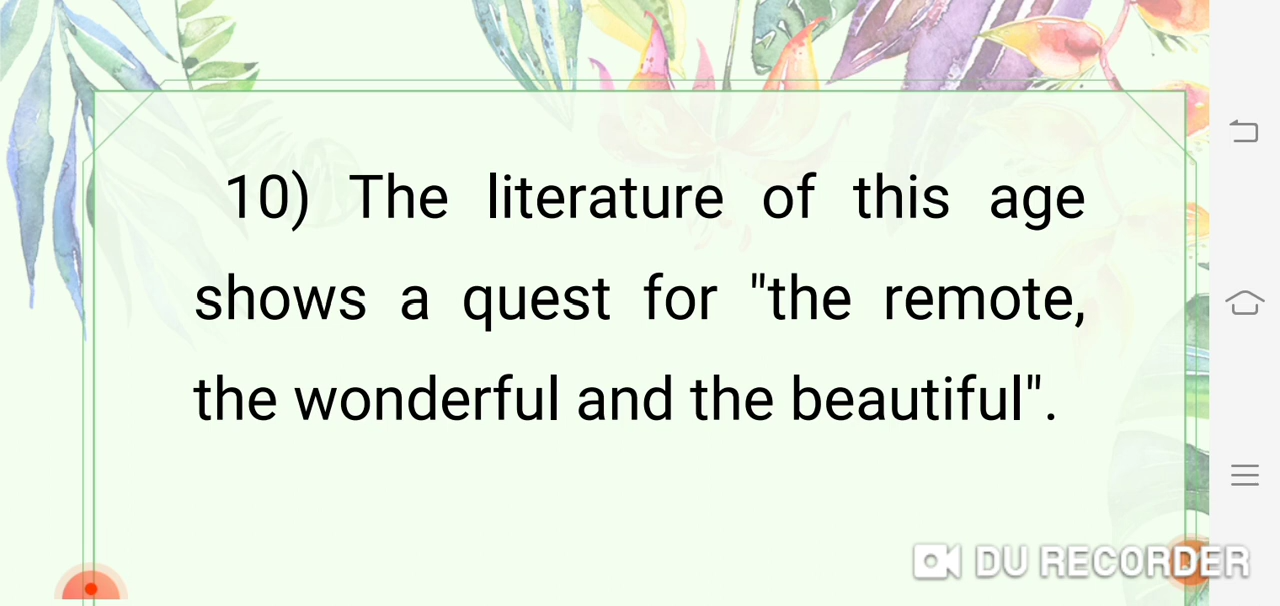 10) The literature of this age
shows a quest for "the remote,
the wonderful and the beautiful".
DU RECORDER